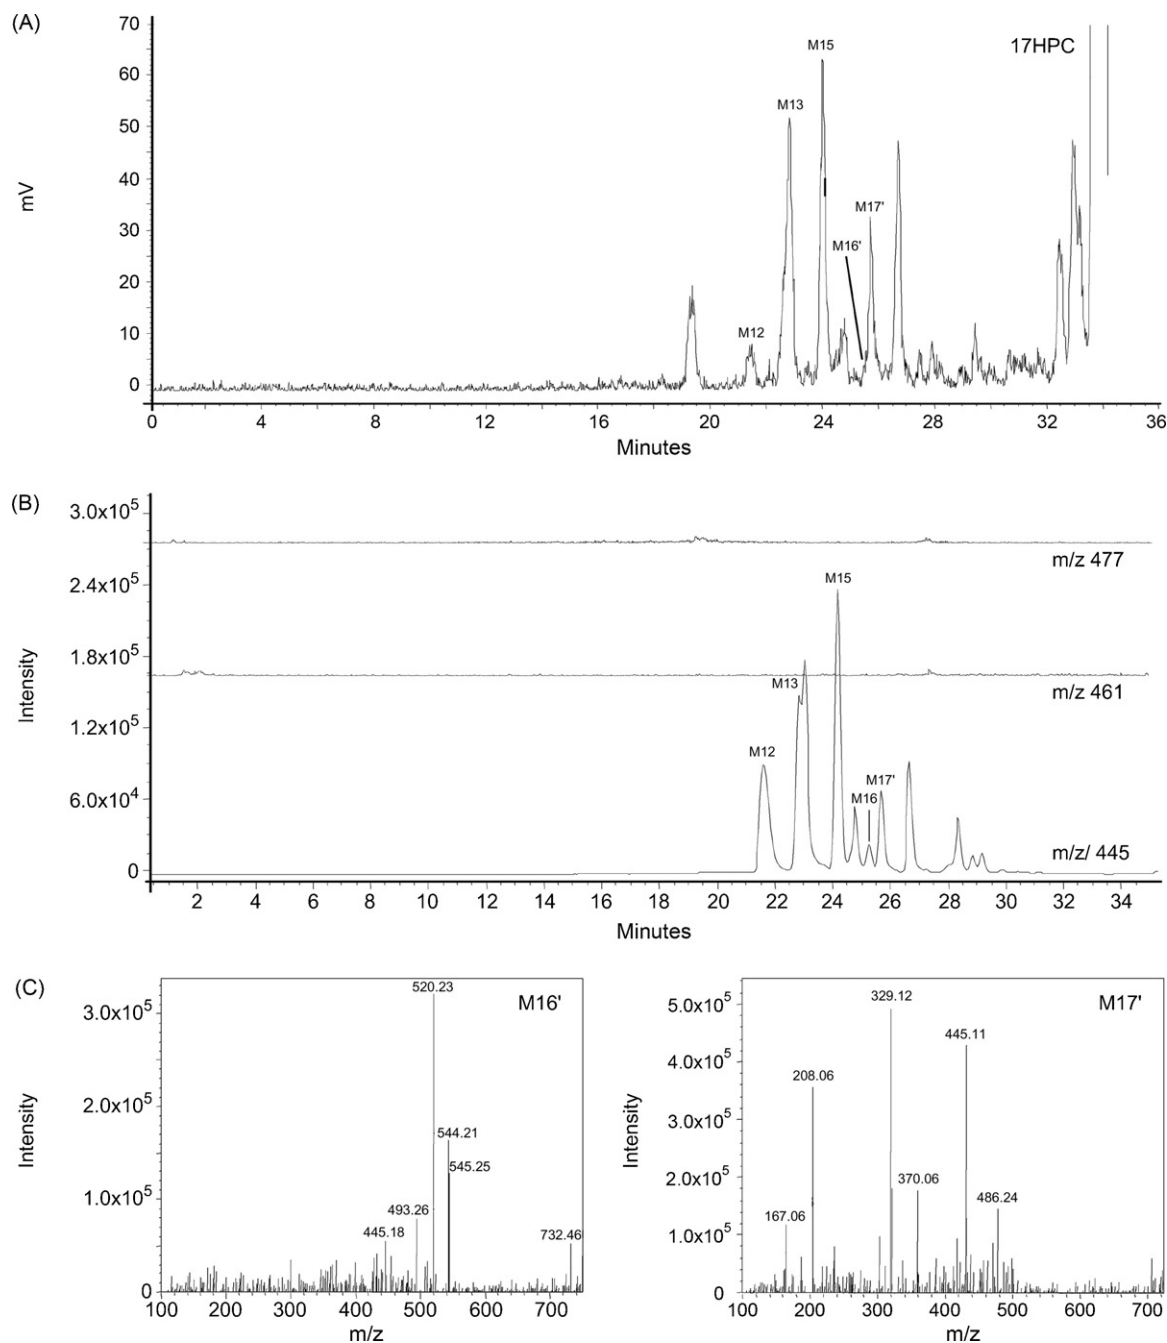 (A)
17HPC
mV
70
60
50
40
30
20
10
0
M12
M13
M15
M16'
M17'
0 4 8 12 16 20 24 28 32 36
Minutes
(B)
Intensity
3.0x10⁵
2.4x10⁵
1.8x10⁵
1.2x10⁵
6.0x10⁴
0
m/z 477
m/z 461
m/z/ 445
M12
M13
M15
M16
M17'
2 4 6 8 10 12 14 16 18 20 22 24 26 28 30 32 34
Minutes
(C)
M16'
Intensity
3.0x10⁵
2.0x10⁵
1.0x10⁵
0
520.23
544.21
545.25
493.26
445.18
732.46
100 200 300 400 500 600 700
m/z
M17'
Intensity
5.0x10⁵
4.0x10⁵
3.0x10⁵
2.0x10⁵
1.0x10⁵
0
329.12
445.11
208.06
370.06
486.24
167.06
100 200 300 400 500 600 700
m/z